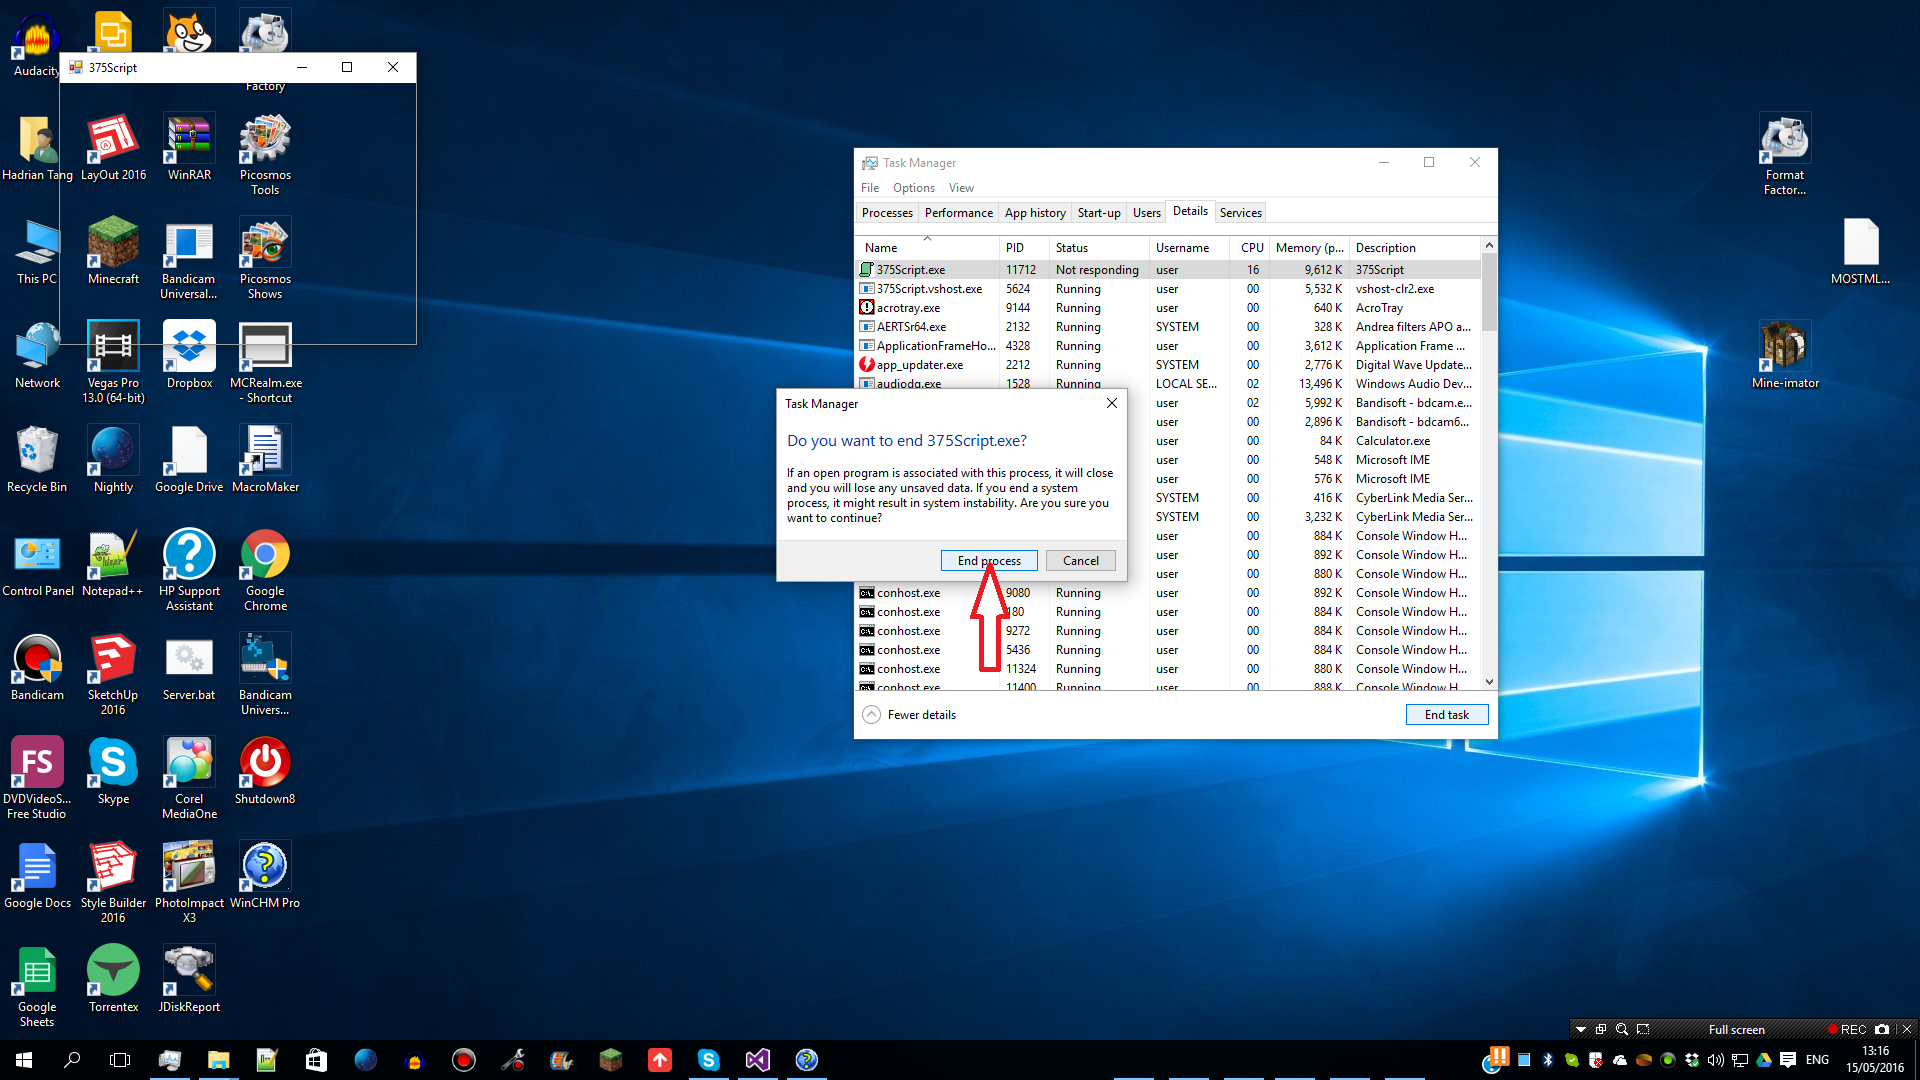 Audacity
Factory
375Script
Hadrian Tang
LayOut 2016
WinRAR
Picosmos
Tools
This PC
Minecraft
Bandicam
Universal...
Picosmos
Shows
Network
Vegas Pro
13.0 (64-bit)
Dropbox
MCRealm.exe
- Shortcut
Recycle Bin
Nightly
Google Drive
MacroMaker
Control Panel
Notepad++
HP Support
Assistant
Google
Chrome
Bandicam
SketchUp
2016
Server.bat
Bandicam
Univers...
DVDVideoS...
Free Studio
Skype
Corel
MediaOne
Shutdown8
Google Docs
Style Builder
2016
PhotoImpact
X3
WinCHM Pro
Google
Sheets
Torrentex
JDiskReport
Task Manager
File Options View
Processes Performance App history Start-up Users Details Services
Name PID Status Username CPU Memory (p... Description
375Script.exe 11712 Not responding user 16 9,612 K 375Script
375Script.vshost.exe 5624 Running user 00 5,532 K vshost-clr2.exe
acrotray.exe 9144 Running user 00 640 K AcroTray
AERTSr64.exe 2132 Running SYSTEM 00 328 K Andrea filters APO a...
ApplicationFrameHo... 4328 Running user 00 3,612 K Application Frame ...
app_updater.exe 2212 Running SYSTEM 00 2,776 K Digital Wave Update...
audiodg.exe 1528 Running LOCAL SE... 02 13,496 K Windows Audio Dev...
user 02 5,992 K Bandisoft - bdcam.e...
user 00 2,896 K Bandisoft - bdcam6...
user 00 84 K Calculator.exe
user 00 548 K Microsoft IME
user 00 576 K Microsoft IME
SYSTEM 00 416 K CyberLink Media Ser...
SYSTEM 00 3,232 K CyberLink Media Ser...
user 00 884 K Console Window H...
user 00 892 K Console Window H...
user 00 880 K Console Window H...
conhost.exe 9080 Running user 00 892 K Console Window H...
conhost.exe 180 Running user 00 884 K Console Window H...
conhost.exe 9272 Running user 00 884 K Console Window H...
conhost.exe 5436 Running user 00 884 K Console Window H...
conhost.exe 11324 Running user 00 880 K Console Window H...
conhost.exe 11400 Running user 00 888 K Console Window H...
Fewer details
End task
Task Manager
Do you want to end 375Script.exe?
If an open program is associated with this process, it will close
and you will lose any unsaved data. If you end a system
process, it might result in system instability. Are you sure you
want to continue?
End process
Cancel
Format
Factor...
MOSTML...
Mine-imator
Full screen
REC
ENG
13:16
15/05/2016